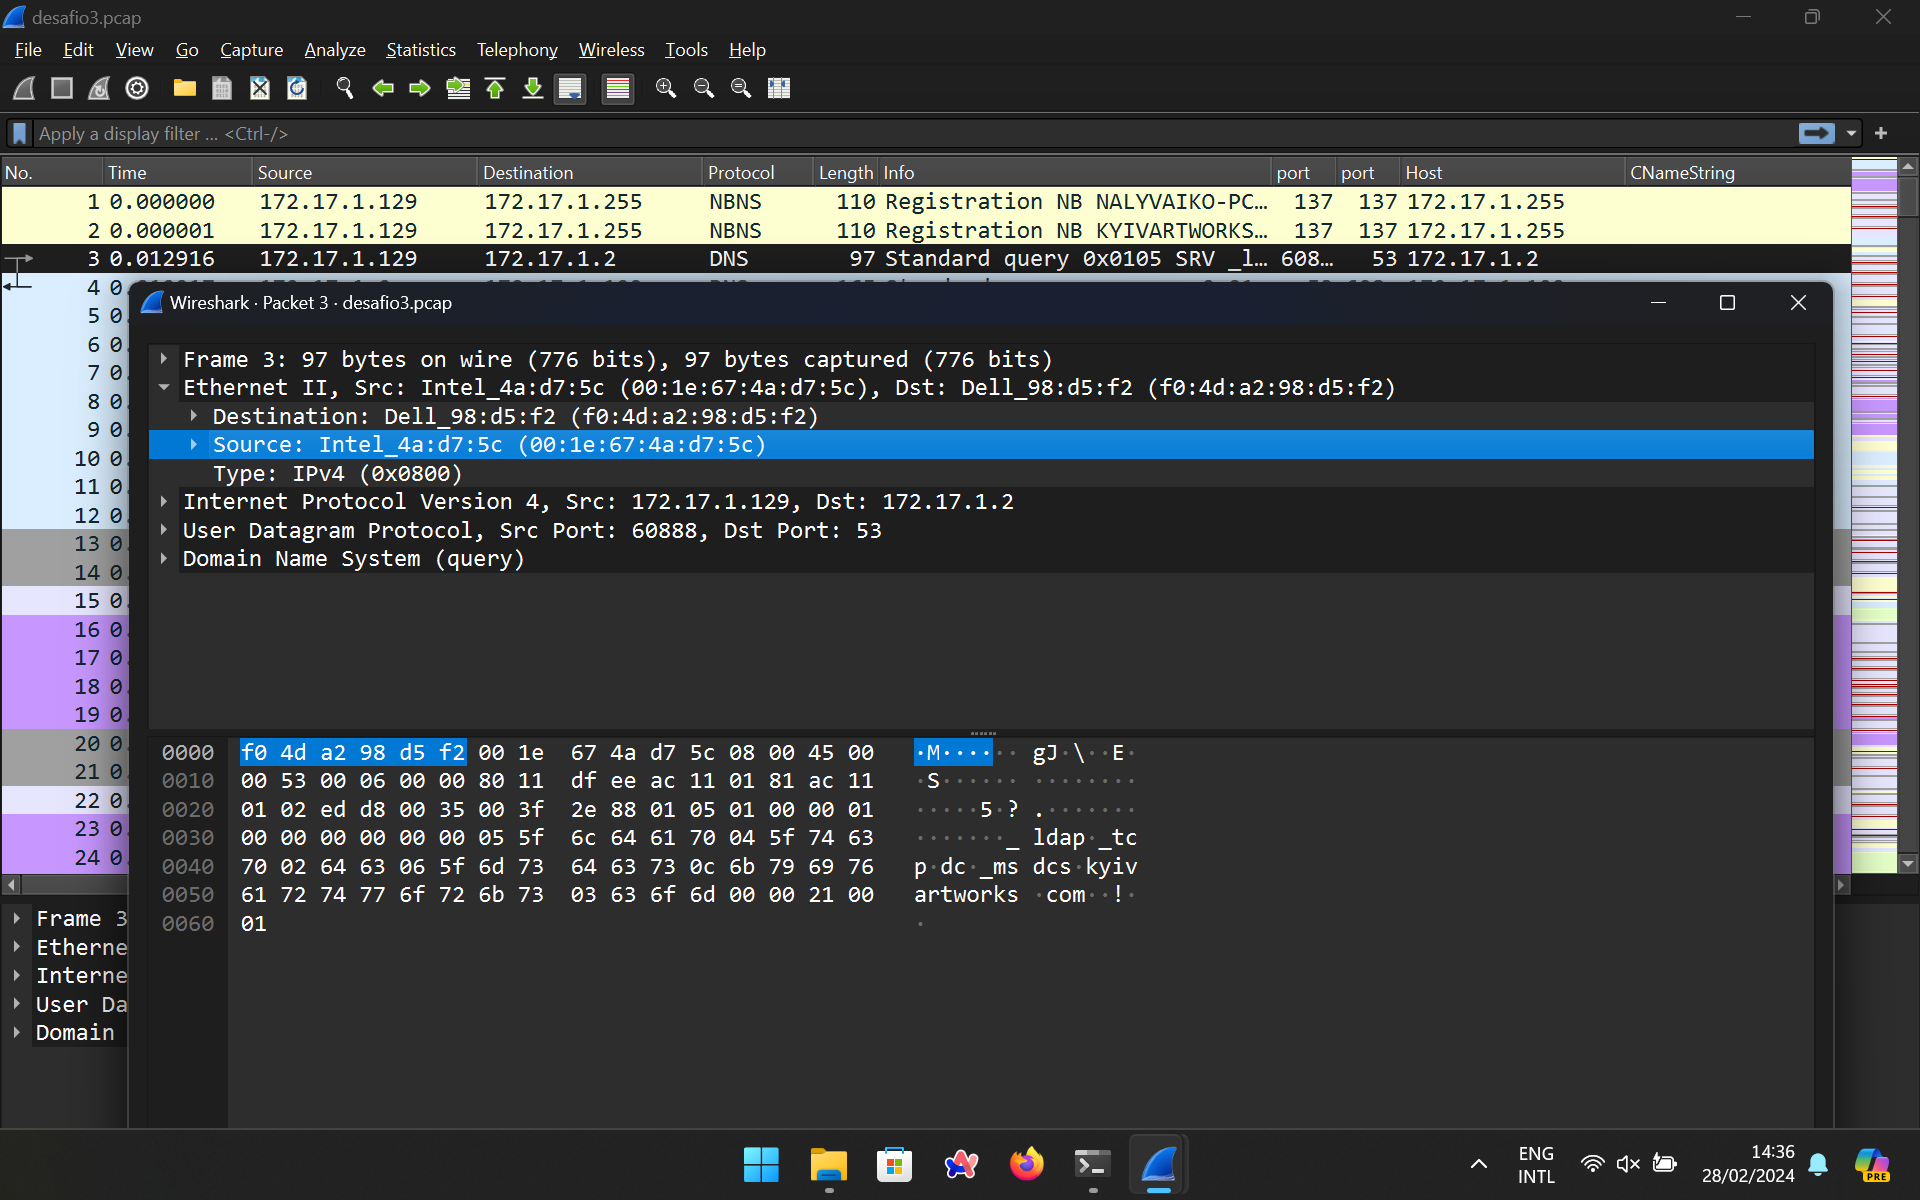 desafio3.pcap
File Edit View Go Capture Analyze Statistics Telephony Wireless Tools Help
Apply a display filter ... <Ctrl-/>
No. Time Source Destination Protocol Length Info port port Host CNameString
1 0.000000 172.17.1.129 172.17.1.255 NBNS 110 Registration NB NALYVAIKO-PC... 137 137 172.17.1.255
2 0.000001 172.17.1.129 172.17.1.255 NBNS 110 Registration NB KYIVARTWORKS... 137 137 172.17.1.255
3 0.012916 172.17.1.129 172.17.1.2 DNS 97 Standard query 0x0105 SRV _l... 608... 53 172.17.1.2
4 0.
5 0.
6 0.
7 0.
8 0.
9 0.
10 0.
11 0.
12 0.
13 0.
14 0.
15 0.
16 0.
17 0.
18 0.
19 0.
20 0.
21 0.
22 0.
23 0.
24 0.
Wireshark · Packet 3 · desafio3.pcap
Frame 3: 97 bytes on wire (776 bits), 97 bytes captured (776 bits)
Ethernet II, Src: Intel_4a:d7:5c (00:1e:67:4a:d7:5c), Dst: Dell_98:d5:f2 (f0:4d:a2:98:d5:f2)
Destination: Dell_98:d5:f2 (f0:4d:a2:98:d5:f2)
Source: Intel_4a:d7:5c (00:1e:67:4a:d7:5c)
Type: IPv4 (0x0800)
Internet Protocol Version 4, Src: 172.17.1.129, Dst: 172.17.1.2
User Datagram Protocol, Src Port: 60888, Dst Port: 53
Domain Name System (query)
0000 f0 4d a2 98 d5 f2 00 1e 67 4a d7 5c 08 00 45 00 ·M······ gJ·\··E·
0010 00 53 00 06 00 00 80 11 df ee ac 11 01 81 ac 11 ·S······ ········
0020 01 02 ed d8 00 35 00 3f 2e 88 01 05 01 00 00 01 ·····5·? .·······
0030 00 00 00 00 00 00 05 5f 6c 64 61 70 04 5f 74 63 ·······_ ldap·_tc
0040 70 02 64 63 06 5f 6d 73 64 63 73 0c 6b 79 69 76 p·dc·_ms dcs·kyiv
0050 61 72 74 77 6f 72 6b 73 03 63 6f 6d 00 00 21 00 artworks ·com··!·
0060 01 ·
Frame 3
Etherne
Interne
User Da
Domain
ENG
INTL
14:36
28/02/2024
PRE